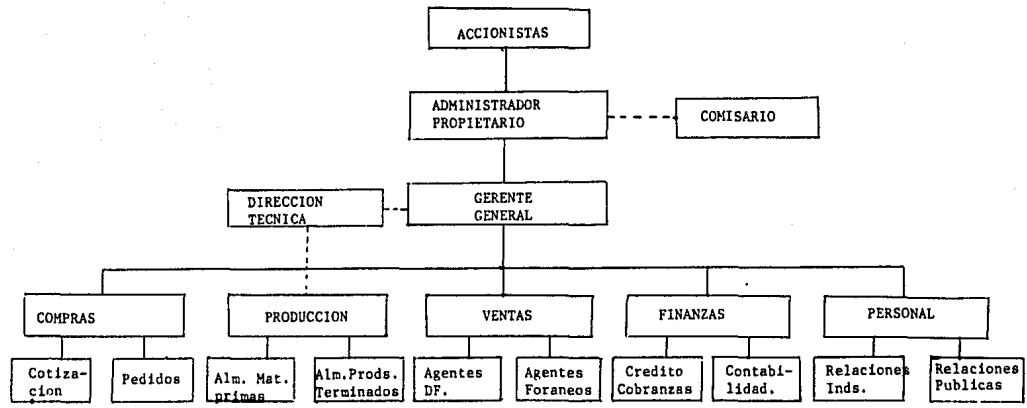 ACCIONISTAS
ADMINISTRADOR
PROPIETARIO
COMISARIO
DIRECCION
TECNICA
GERENTE
GENERAL
COMPRAS
PRODUCCION
VENTAS
FINANZAS
PERSONAL
Cotiza-
cion
Pedidos
Alm. Mat.
primas
Alm.Prods.
Terminados
Agentes
DF.
Agentes
Foraneos
Credito
Cobranzas
Contabi-
lidad.
Relaciones
Inds.
Relaciones
Publicas